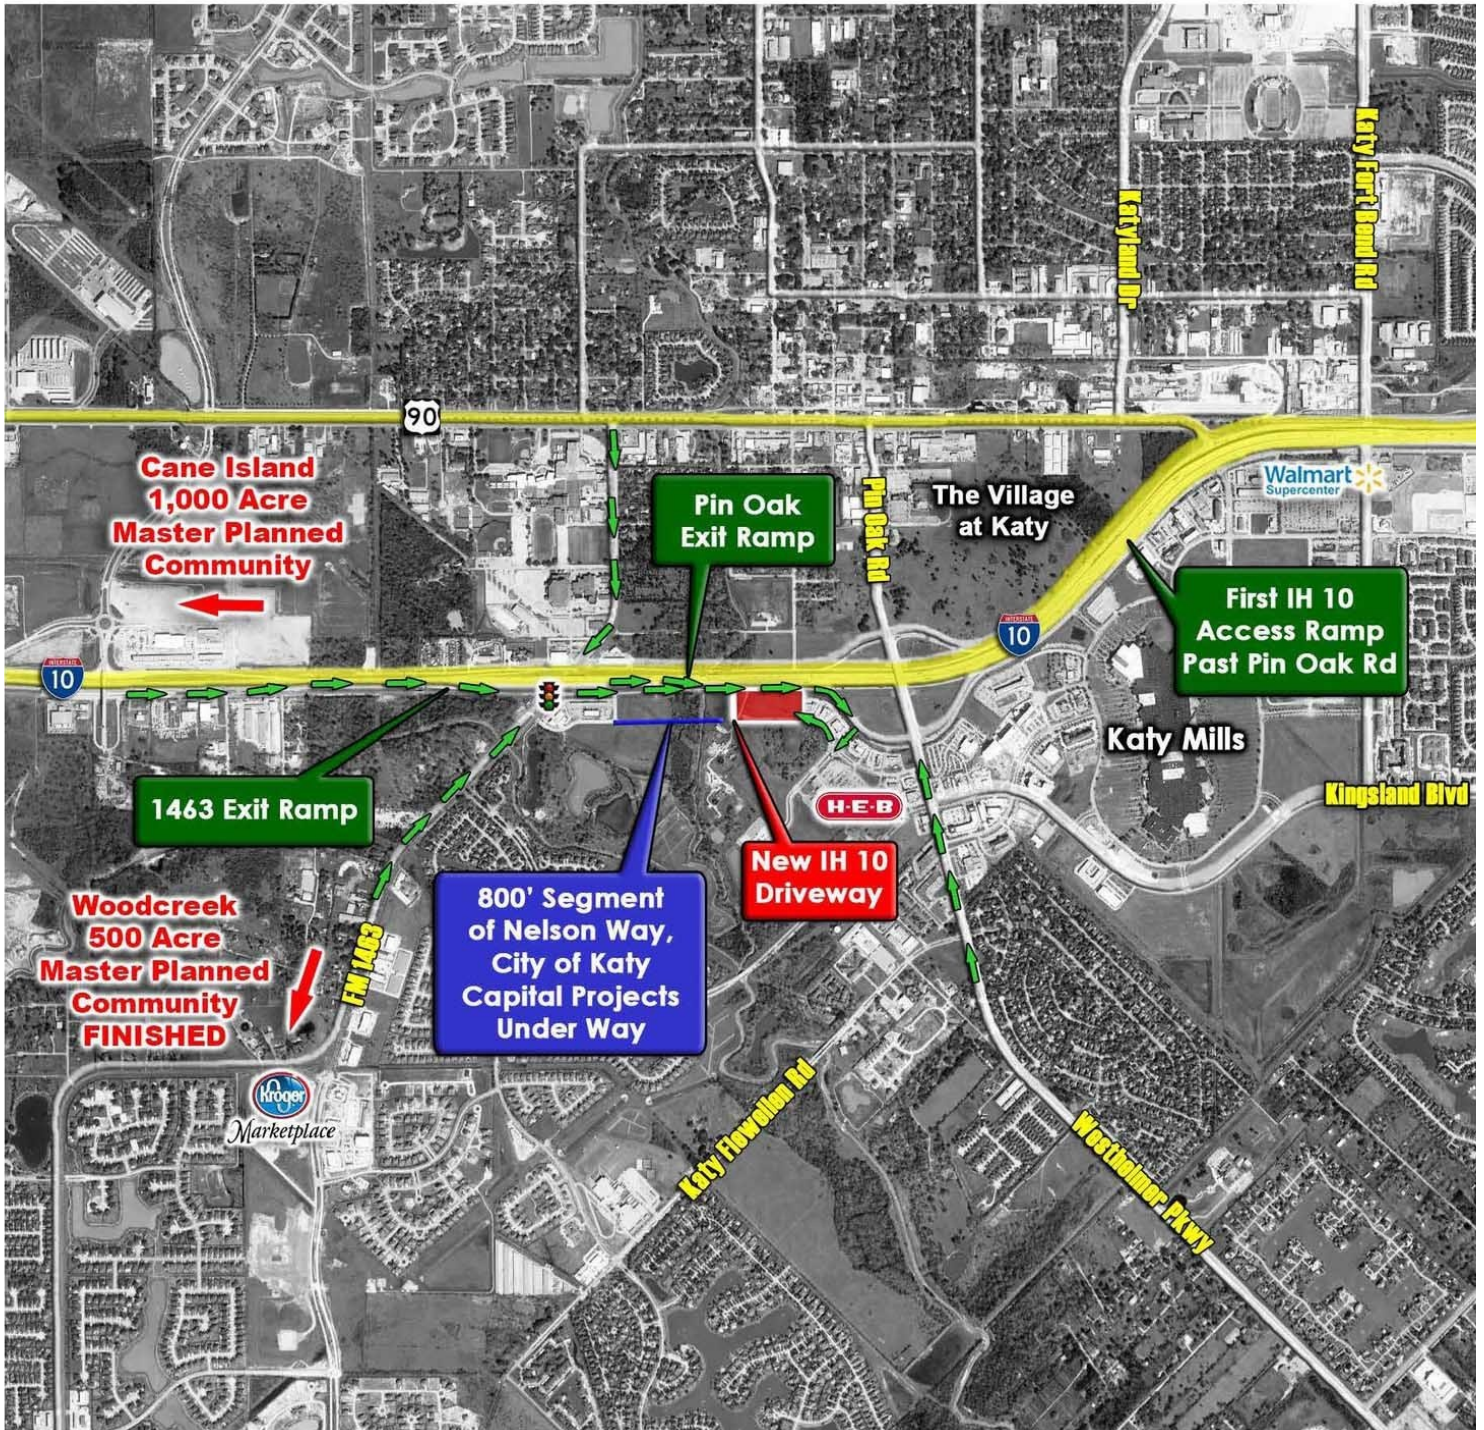 Katy Fort Bend Rd
Katyland Dr
90
Cane Island
1,000 Acre
Master Planned
Community
Pin Oak
Exit Ramp
Pin Oak Rd
The Village
at Katy
Walmart
Supercenter
First IH 10
Access Ramp
Past Pin Oak Rd
INTERSTATE
10
INTERSTATE
10
Katy Mills
1463 Exit Ramp
H-E-B
Kingsland Blvd
New IH 10
Driveway
800' Segment
of Nelson Way,
City of Katy
Capital Projects
Under Way
Woodcreek
500 Acre
Master Planned
Community
FINISHED
FM 1463
Kroger
Marketplace
Katy Flewellen Rd
Westheimer Pkwy